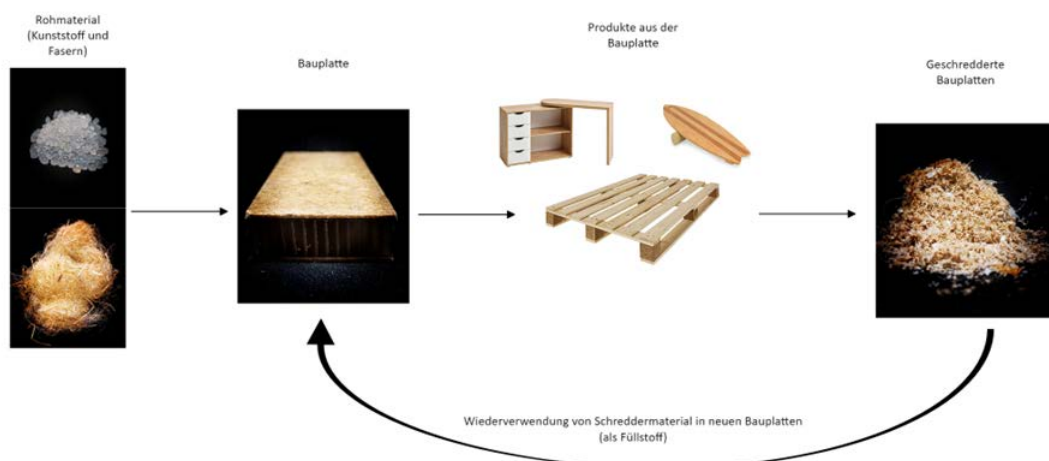 Rohmaterial
(Kunststoff und
Fasern)
Bauplatte
Produkte aus der
Bauplatte
Geschredderte
Bauplatten
Wiederverwendung von Schreddermaterial in neuen Bauplatten
(als Füllstoff)